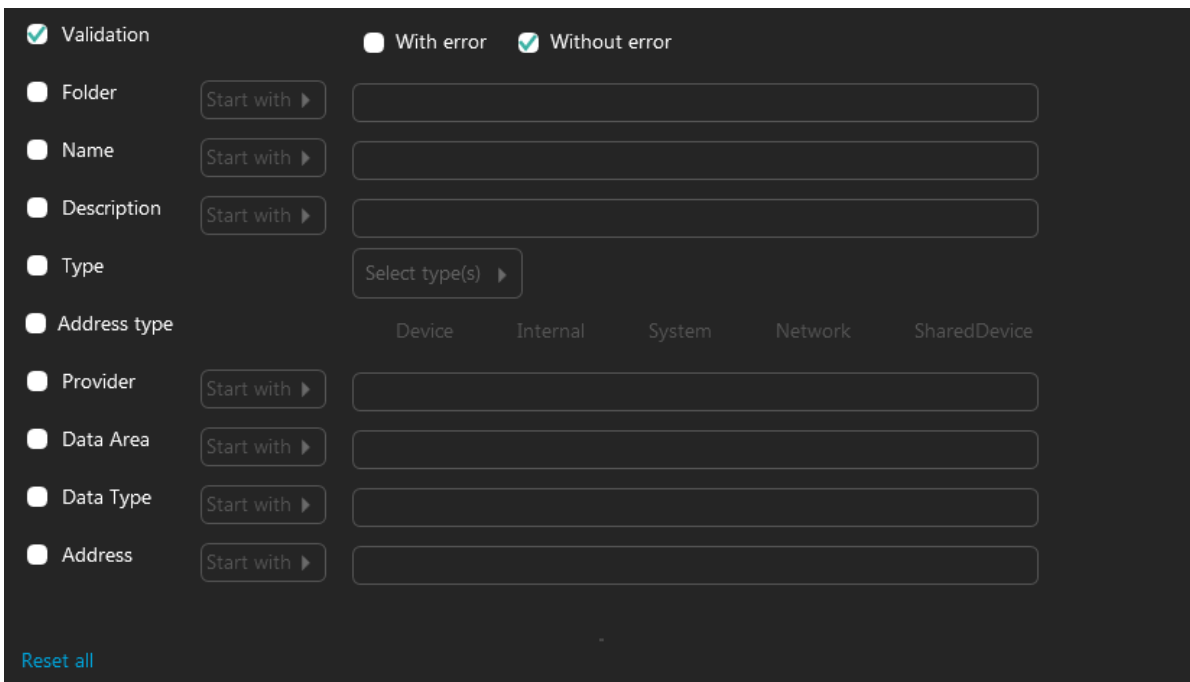 Validation
With error Without error
Folder Start with
Name Start with
Description Start with
Type Select type(s)
Address type Device Internal System Network SharedDevice
Provider Start with
Data Area Start with
Data Type Start with
Address Start with
Reset all